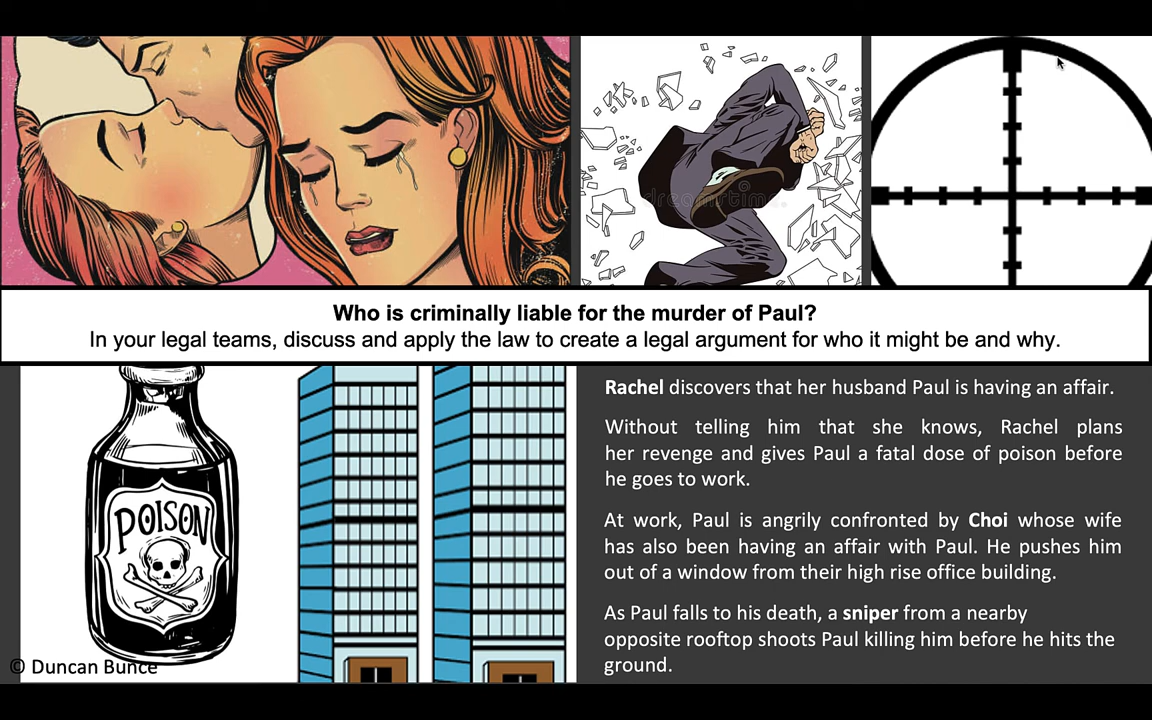 dreamstime
Who is criminally liable for the murder of Paul?
In your legal teams, discuss and apply the law to create a legal argument for who it might be and why.
POISON
© Duncan Bunce
Rachel discovers that her husband Paul is having an affair.
Without telling him that she knows, Rachel plans
her revenge and gives Paul a fatal dose of poison before
he goes to work.
At work, Paul is angrily confronted by Choi whose wife
has also been having an affair with Paul. He pushes him
out of a window from their high rise office building.
As Paul falls to his death, a sniper from a nearby
opposite rooftop shoots Paul killing him before he hits the
ground.